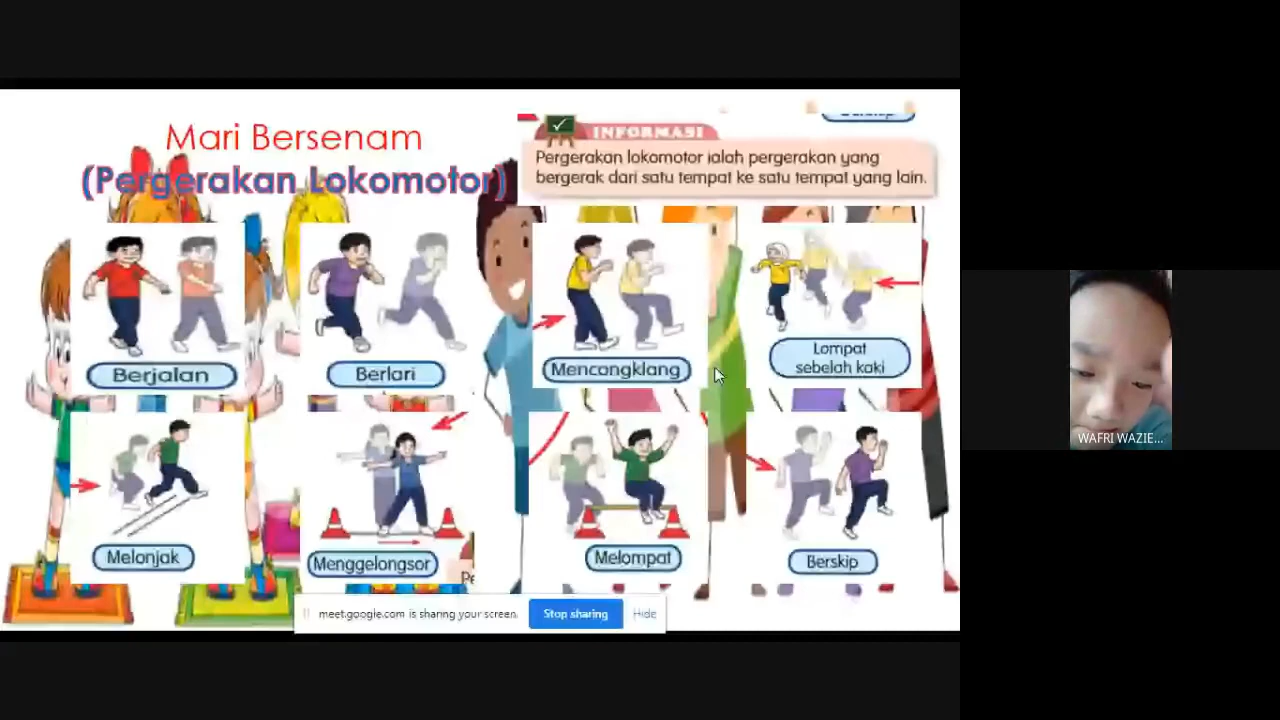 Mari Bersenam
(Pergerakan Lokomotor)
INFORMASI
Pergerakan lokomotor ialah pergerakan yang
bergerak dari satu tempat ke satu tempat yang lain.
Berjalan
Berlari
Mencongklang
Lompat
sebelah kaki
Melonjak
Menggelongsor
Melompat
Berskip
meet.google.com is sharing your screen.
Stop sharing
Hide
WAFRI WAZIE...